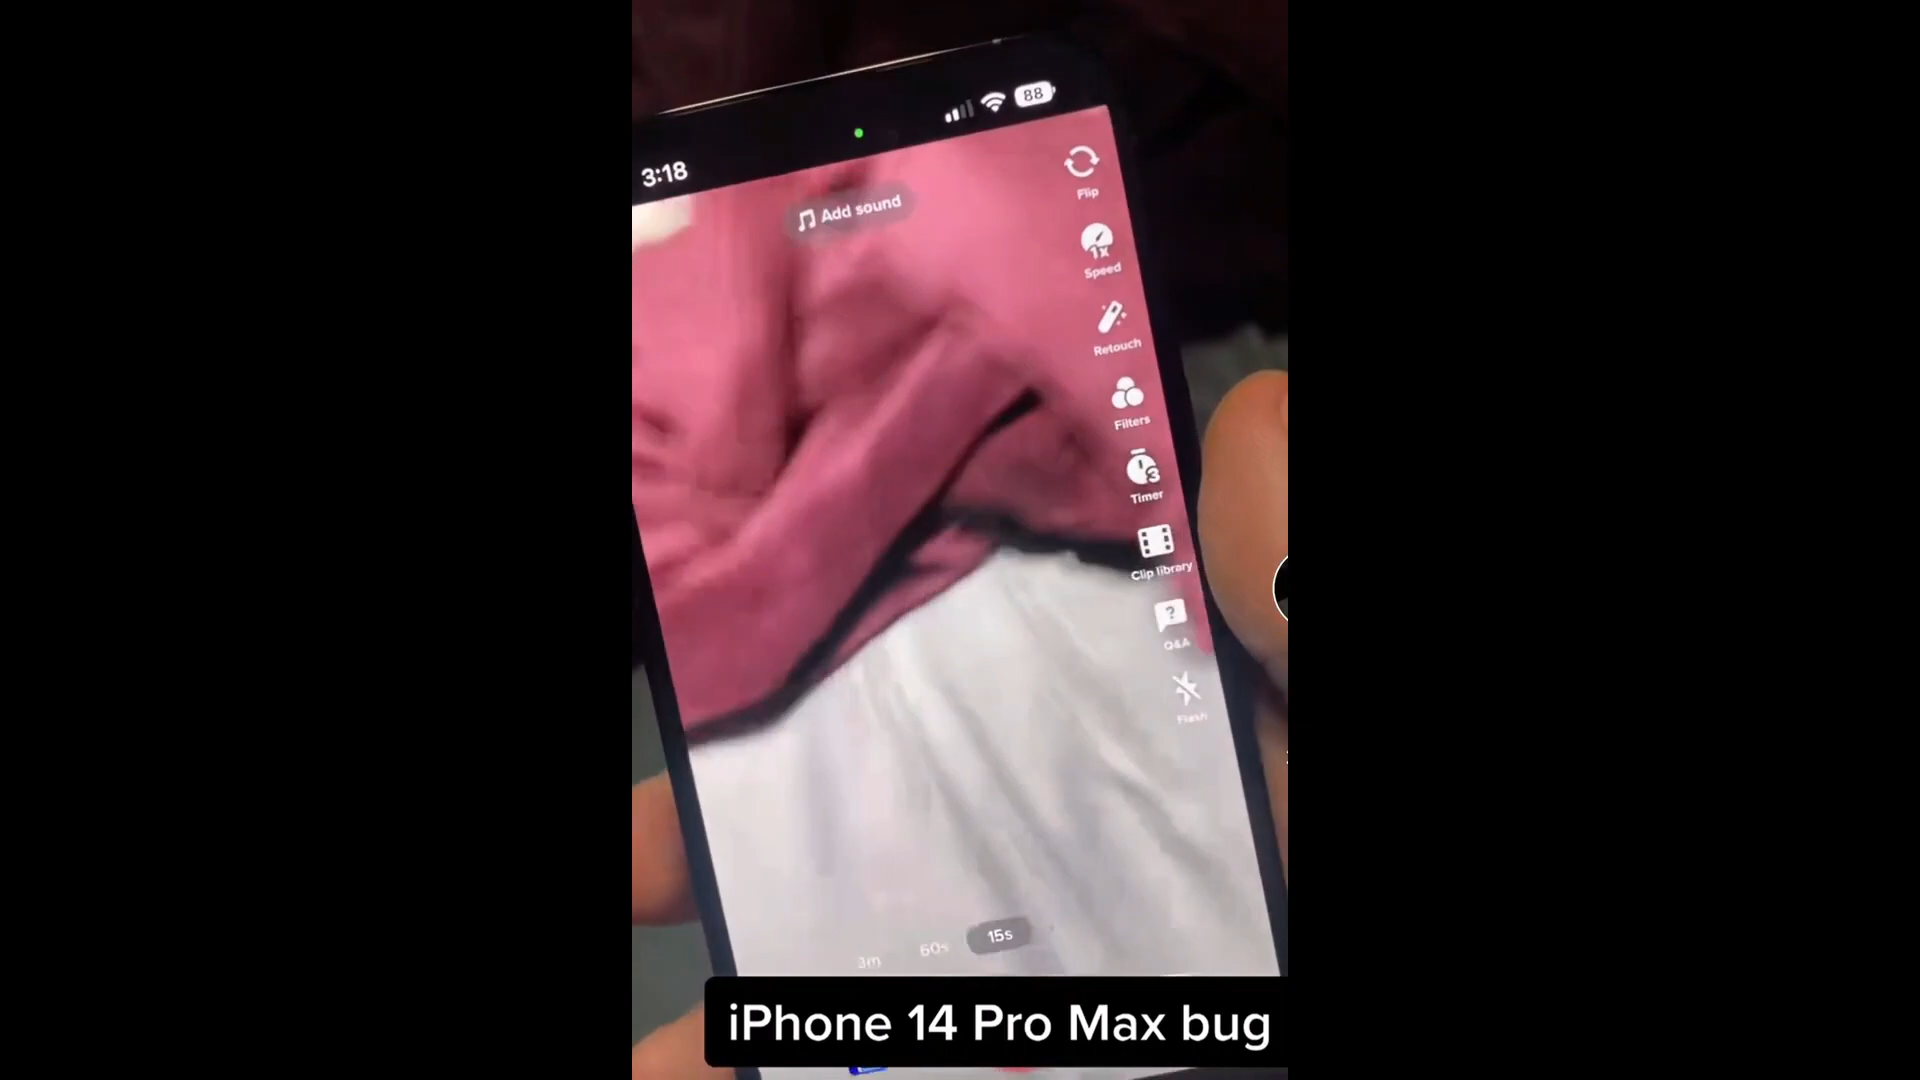 88
3:18
Add sound
Flip
1x
Speed
Retouch
Filters
3
Timer
Clip library
?
Q&A
Flash
3m 60s 15s
iPhone 14 Pro Max bug